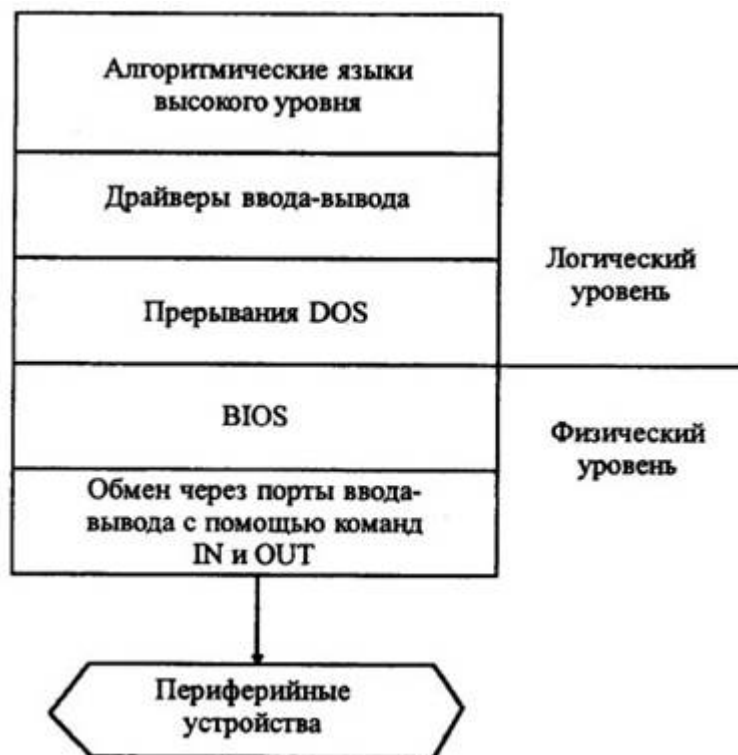 Алгоритмические языки
высокого уровня
Драйверы ввода-вывода
Логический
уровень
Прерывания DOS
BIOS
Физический
уровень
Обмен через порты ввода-
вывода с помощью команд
IN и OUT
Периферийные
устройства